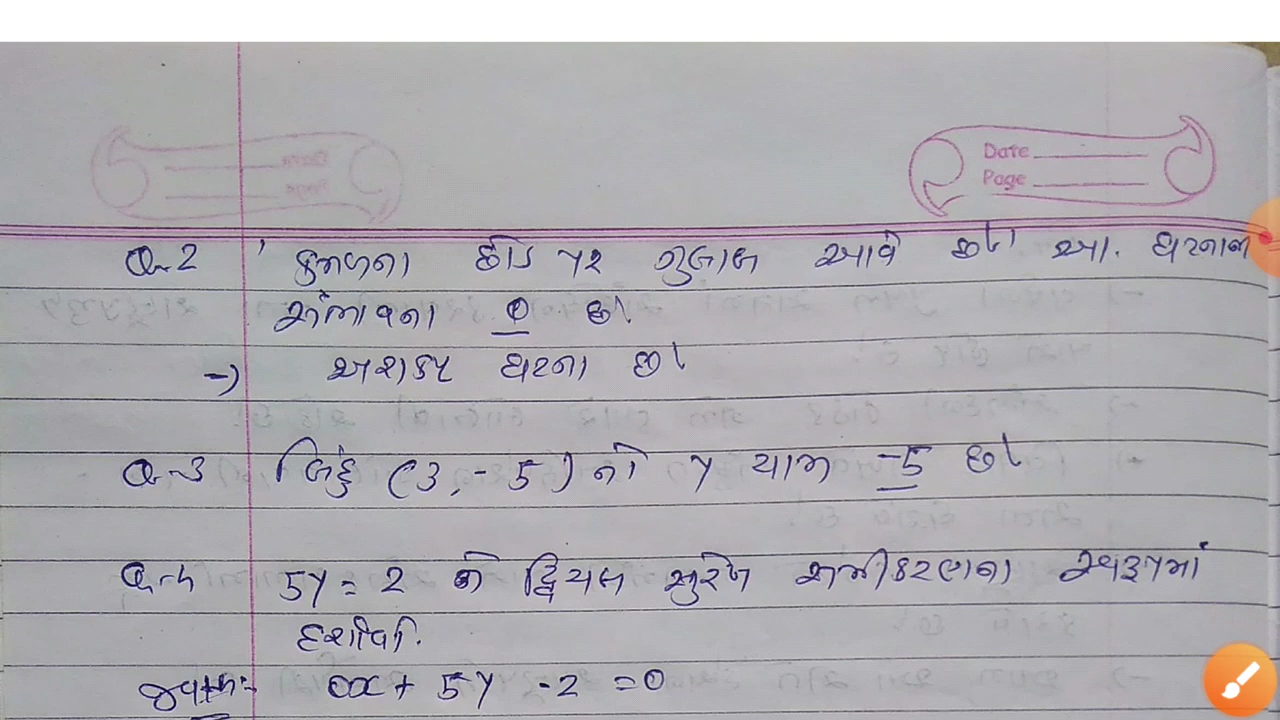 Date
Page
Q-2 કમળના છોડ પર ગુલાબ આવે છે. આ ઘટનાની
સંભાવના 0 છે.
→ અશક્ય ઘટના છે.
Q-3 બિંદુ (3, -5) નો y યામ -5 છે.
Q-4 5y = 2 ને દ્વિચલ સુરેખ સમીકરણના સ્વરૂપમાં
દર્શાવો.
જવાબ:- 0x + 5y - 2 = 0